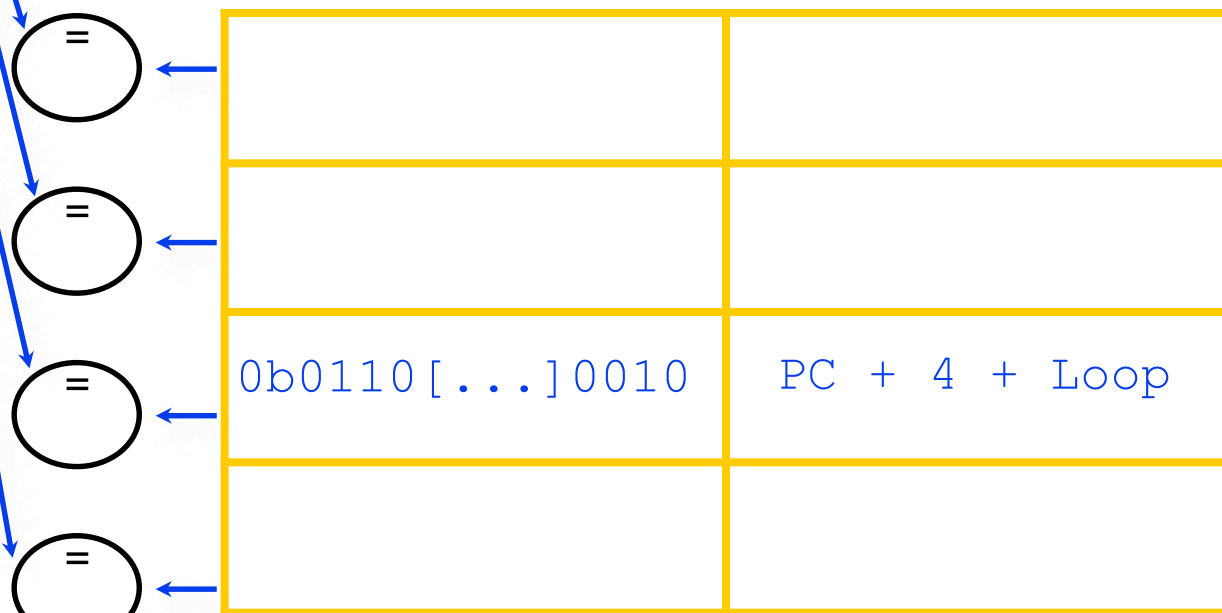 =
=
0b0110[...]0010 PC + 4 + Loop
=
=